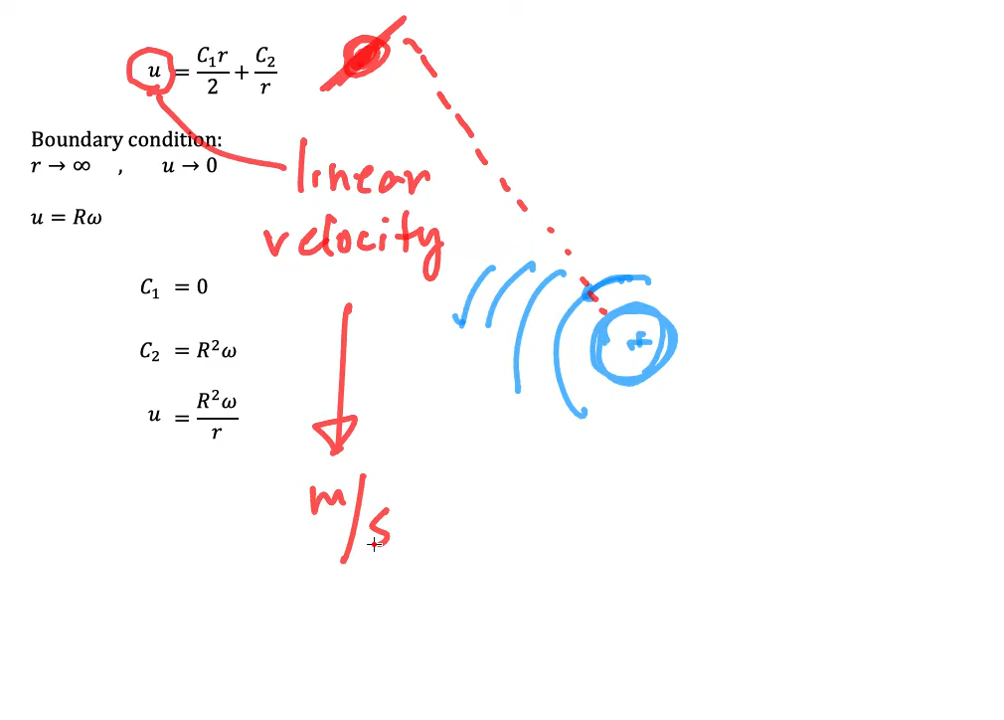 u = C₁r/2 + C₂/r
Boundary condition:
r → ∞ , u → 0
linear
velocity
u = Rω
C₁ = 0
C₂ = R²ω
u = R²ω/r
m/s